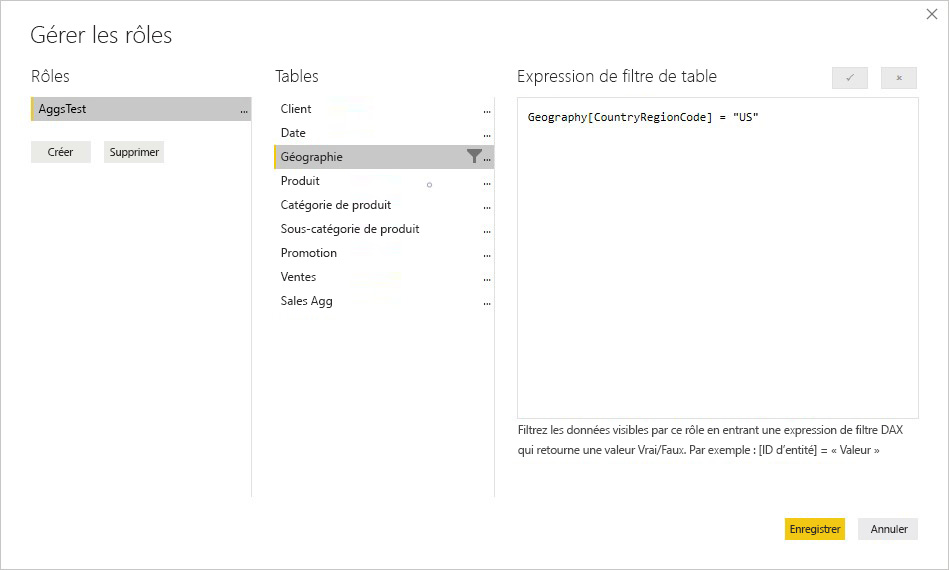 Gérer les rôles
Rôles
AggsTest
...
Créer
Supprimer
Tables
Client
...
Date
...
Géographie
...
Produit
...
Catégorie de produit
...
Sous-catégorie de produit
...
Promotion
...
Ventes
...
Sales Agg
...
Expression de filtre de table
Geography[CountryRegionCode] = "US"
Filtrez les données visibles par ce rôle en entrant une expression de filtre DAX
qui retourne une valeur Vrai/Faux. Par exemple : [ID d’entité] = « Valeur »
Enregistrer
Annuler